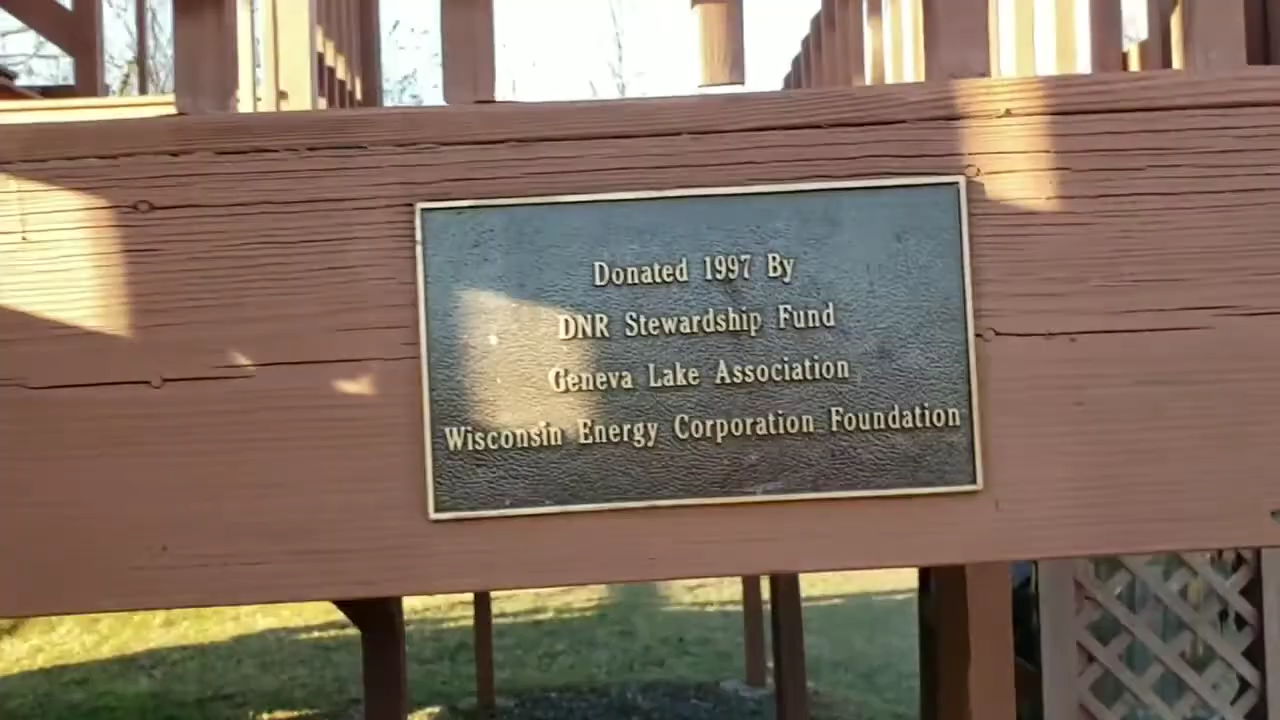 Donated 1997 By
DNR Stewardship Fund
Geneva Lake Association
Wisconsin Energy Corporation Foundation